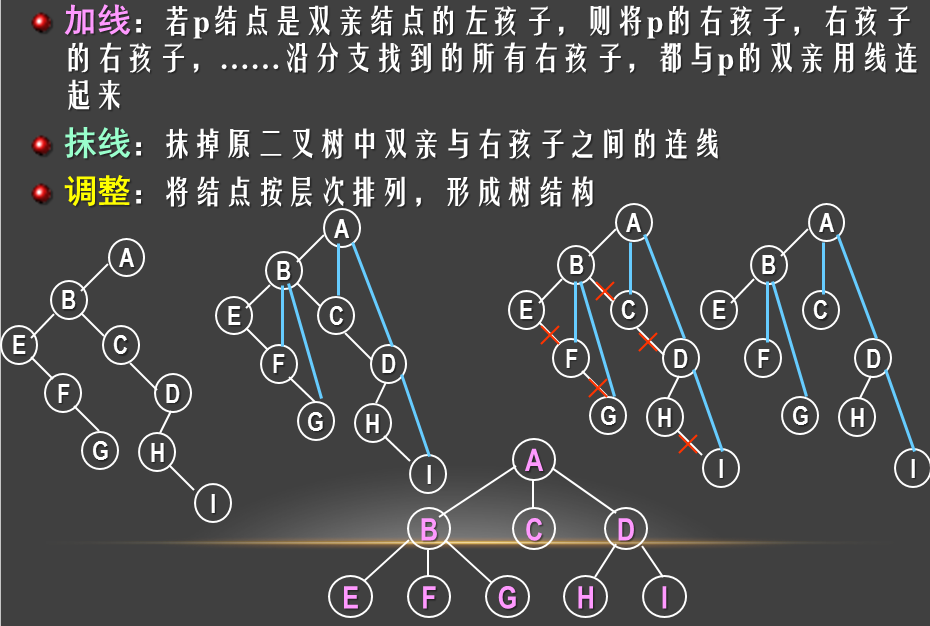 加线：若p结点是双亲结点的左孩子，则将p的右孩子，右孩子
的右孩子，……沿分支找到的所有右孩子，都与p的双亲用线连
起来
抹线：抹掉原二叉树中双亲与右孩子之间的连线
调整：将结点按层次排列，形成树结构
A
B
E
C
F
D
G
H
I
A
B
E
C
F
D
G
H
I
A
B
E
C
F
D
G
H
I
A
B
E
C
F
D
G
H
I
A
B
C
D
E
F
G
H
I